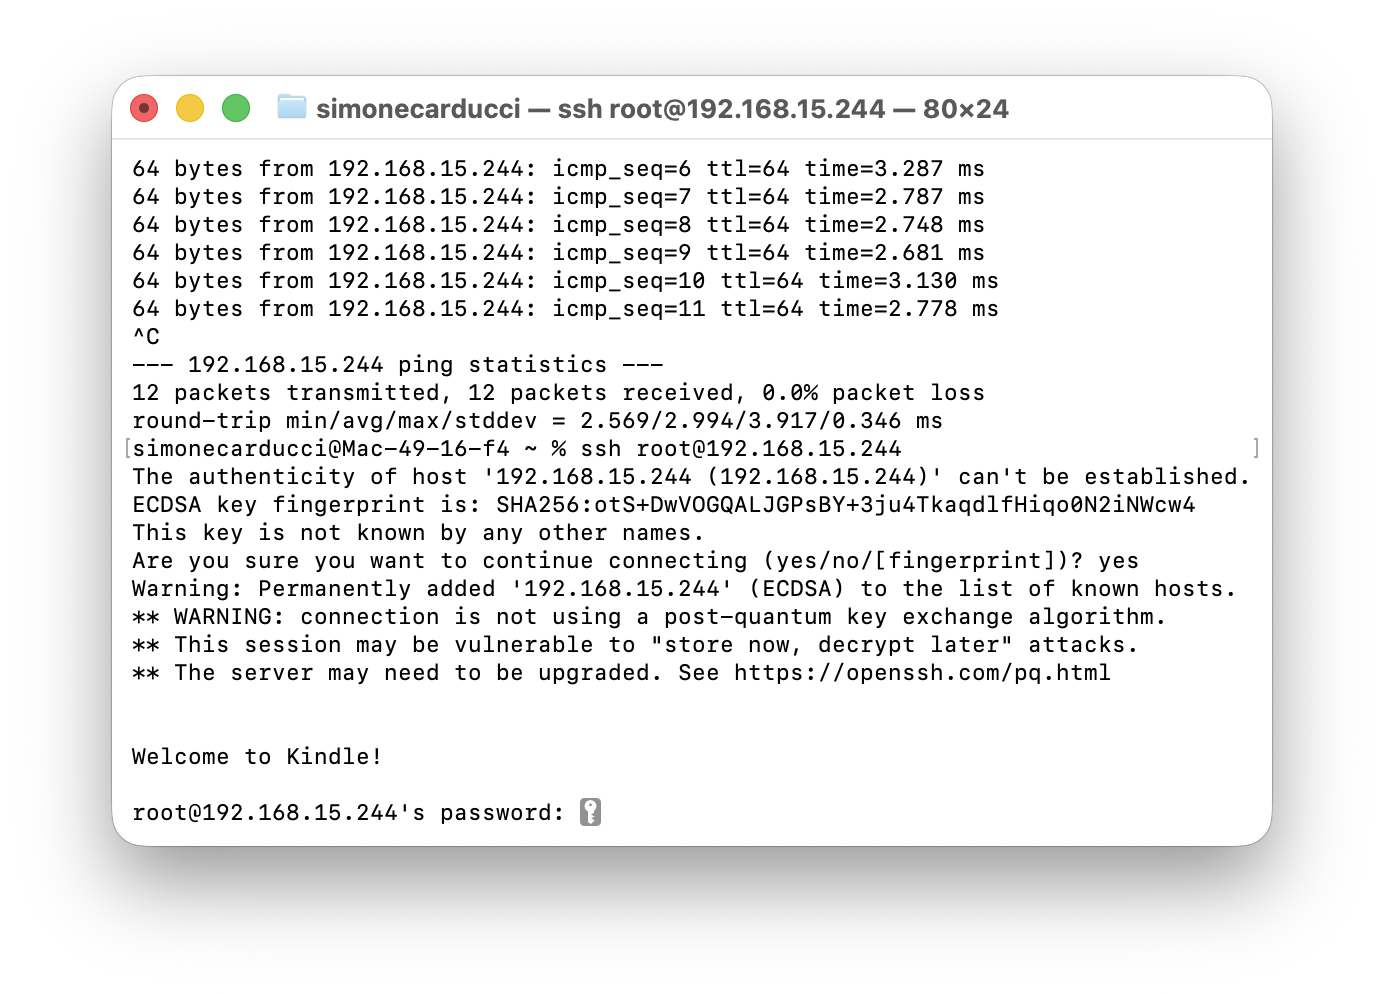 simonecarducci — ssh root@192.168.15.244 — 80×24
64 bytes from 192.168.15.244: icmp_seq=6 ttl=64 time=3.287 ms
64 bytes from 192.168.15.244: icmp_seq=7 ttl=64 time=2.787 ms
64 bytes from 192.168.15.244: icmp_seq=8 ttl=64 time=2.748 ms
64 bytes from 192.168.15.244: icmp_seq=9 ttl=64 time=2.681 ms
64 bytes from 192.168.15.244: icmp_seq=10 ttl=64 time=3.130 ms
64 bytes from 192.168.15.244: icmp_seq=11 ttl=64 time=2.778 ms
^C
--- 192.168.15.244 ping statistics ---
12 packets transmitted, 12 packets received, 0.0% packet loss
round-trip min/avg/max/stddev = 2.569/2.994/3.917/0.346 ms
[simonecarducci@Mac-49-16-f4 ~ % ssh root@192.168.15.244 ]
The authenticity of host '192.168.15.244 (192.168.15.244)' can't be established.
ECDSA key fingerprint is: SHA256:otS+DwVOGQALJGPsBY+3ju4TkaqdlfHiqo0N2iNWcw4
This key is not known by any other names.
Are you sure you want to continue connecting (yes/no/[fingerprint])? yes
Warning: Permanently added '192.168.15.244' (ECDSA) to the list of known hosts.
** WARNING: connection is not using a post-quantum key exchange algorithm.
** This session may be vulnerable to "store now, decrypt later" attacks.
** The server may need to be upgraded. See https://openssh.com/pq.html
Welcome to Kindle!
root@192.168.15.244's password: